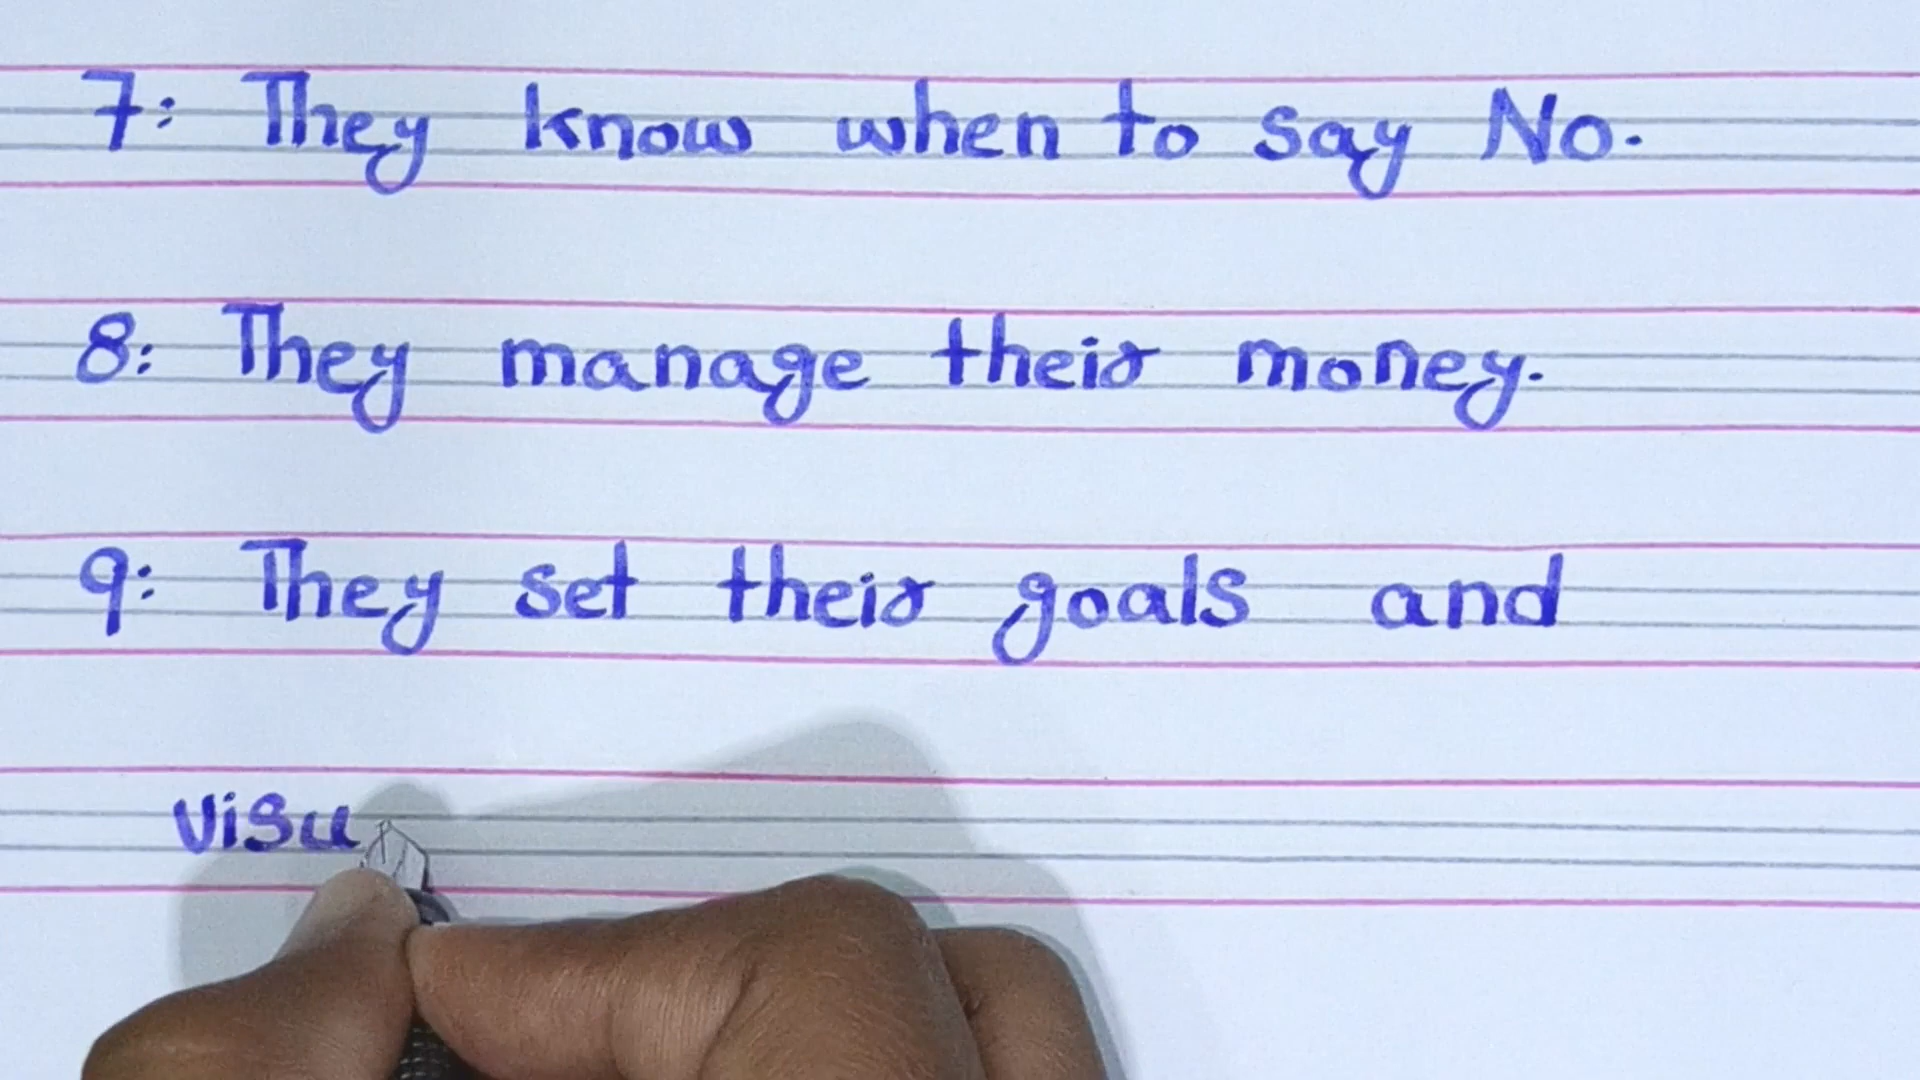 7: They know when to say No.
8: They manage their money.
9: They set their goals and
visu